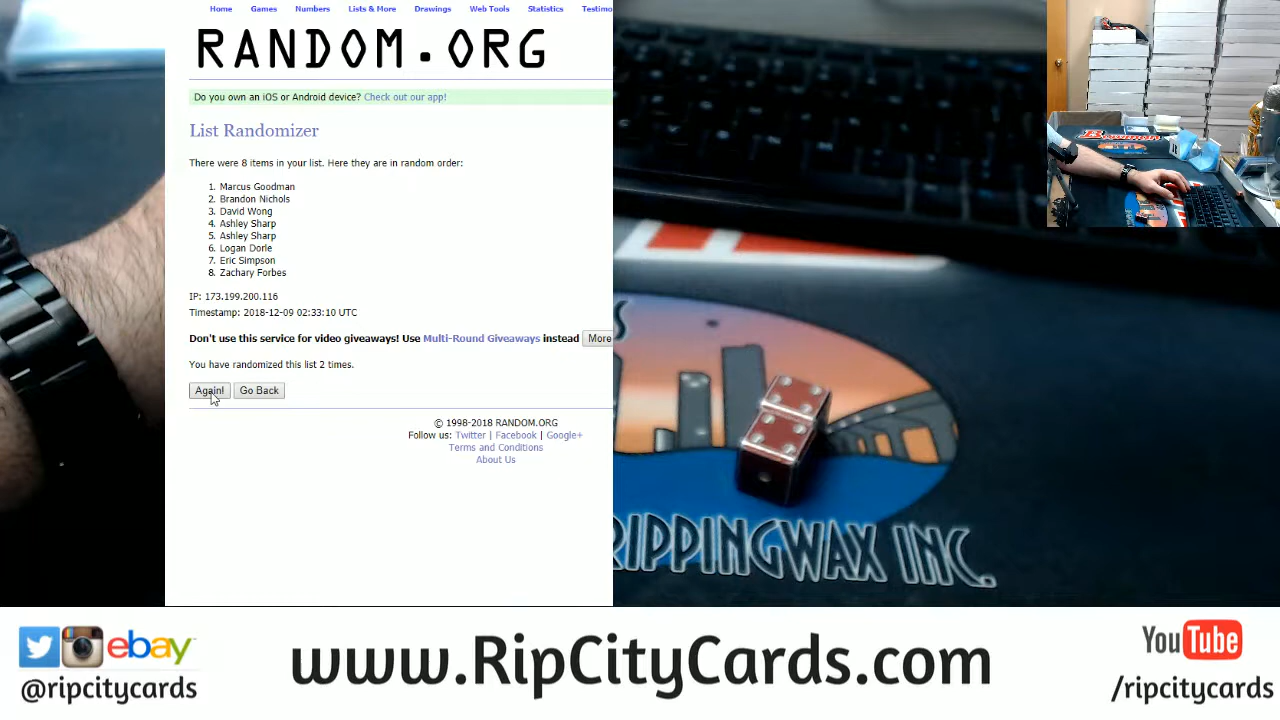 Home Games Numbers Lists & More Drawings Web Tools Statistics Testimo
RANDOM.ORG
Do you own an iOS or Android device? Check out our app!
List Randomizer
There were 8 items in your list. Here they are in random order:
1. Marcus Goodman
2. Brandon Nichols
3. David Wong
4. Ashley Sharp
5. Ashley Sharp
6. Logan Dorle
7. Eric Simpson
8. Zachary Forbes
IP: 173.199.200.116
Timestamp: 2018-12-09 02:33:10 UTC
Don't use this service for video giveaways! Use Multi-Round Giveaways instead More
You have randomized this list 2 times.
Again! Go Back
© 1998-2018 RANDOM.ORG
Follow us: Twitter | Facebook | Google+
Terms and Conditions
About Us
RIPPINGWAX INC.
ebay
@ripcitycards
www.RipCityCards.com
YouTube
/ripcitycards